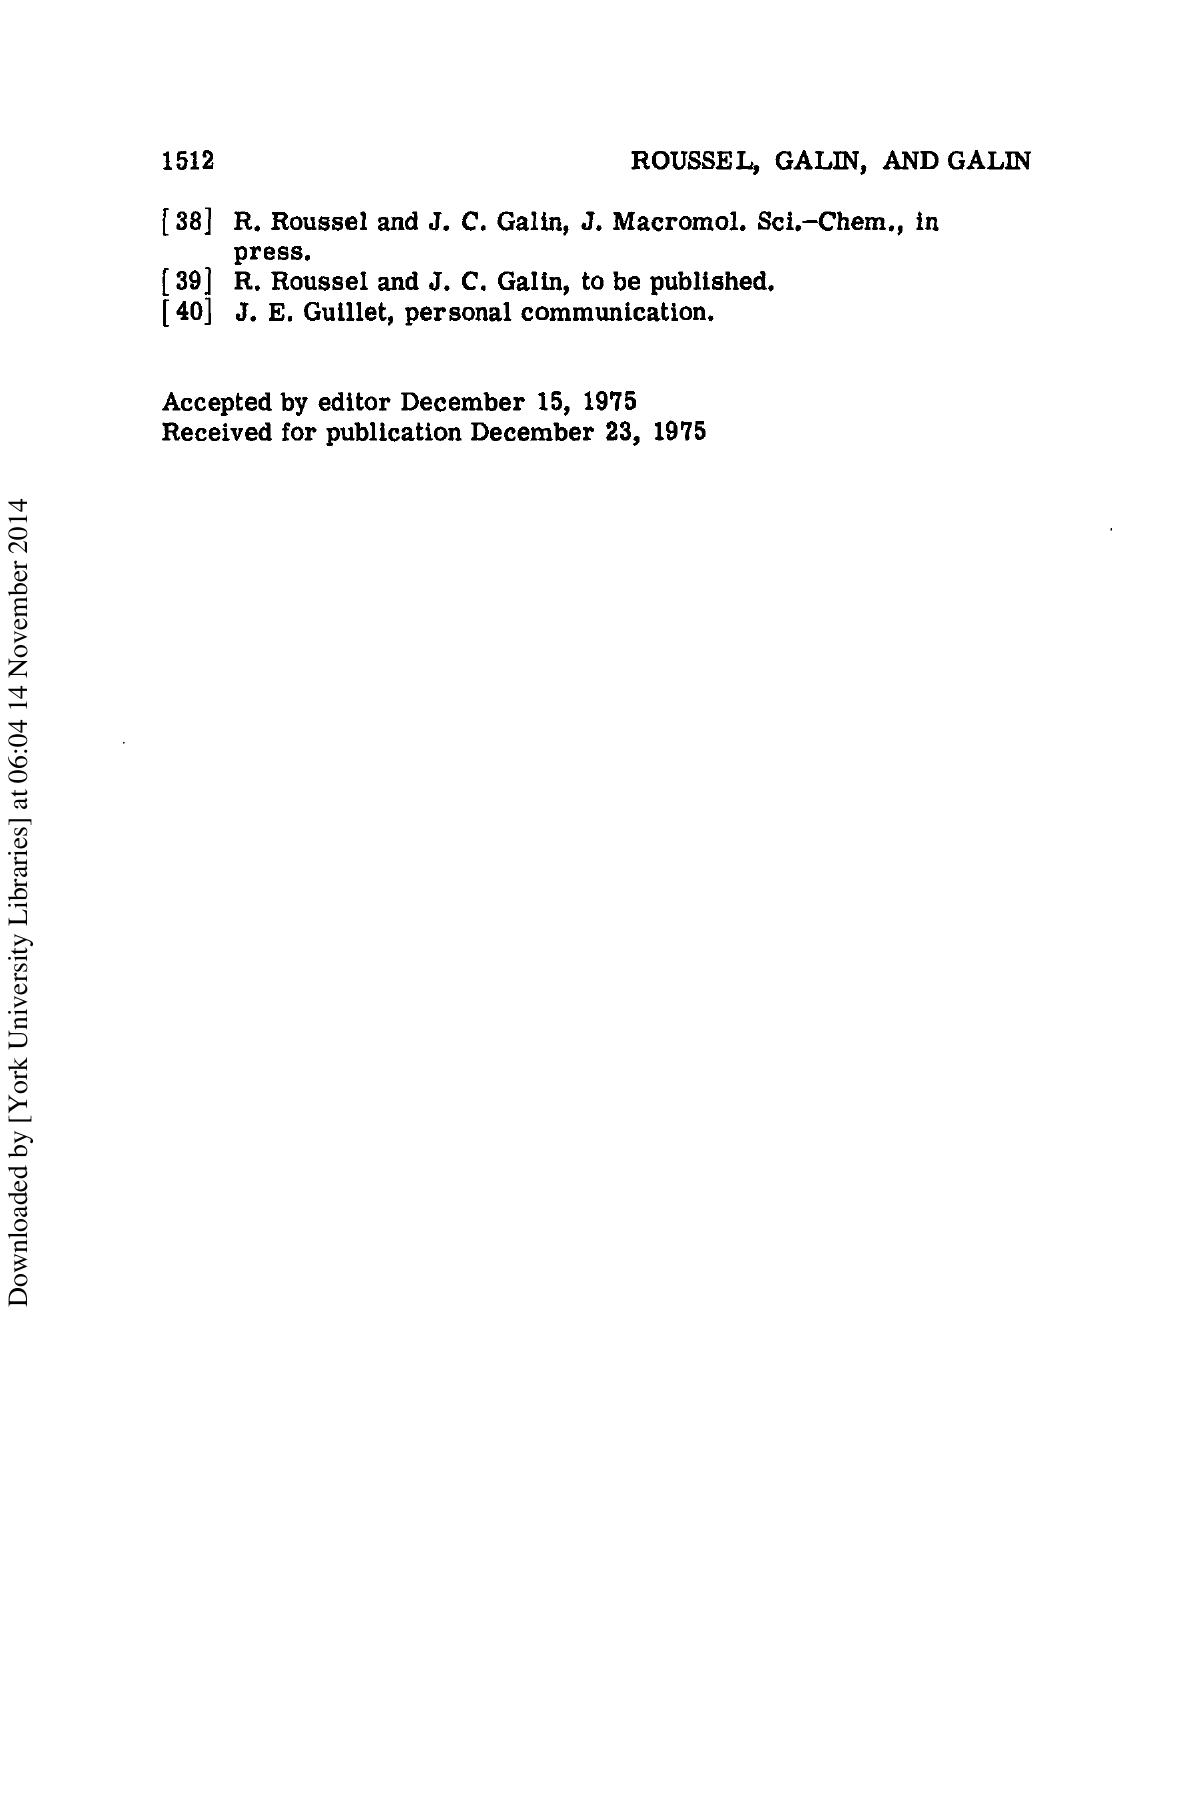 1512 ROUSSEL, GALIN, AND GALIN
[38] R. Roussel and J. C. Galin, J. Macromol. Sci.–Chem., in
press.
[39] R. Roussel and J. C. Galin, to be published.
[40] J. E. Guillet, personal communication.
Accepted by editor December 15, 1975
Received for publication December 23, 1975
Downloaded by [York University Libraries] at 06:04 14 November 2014